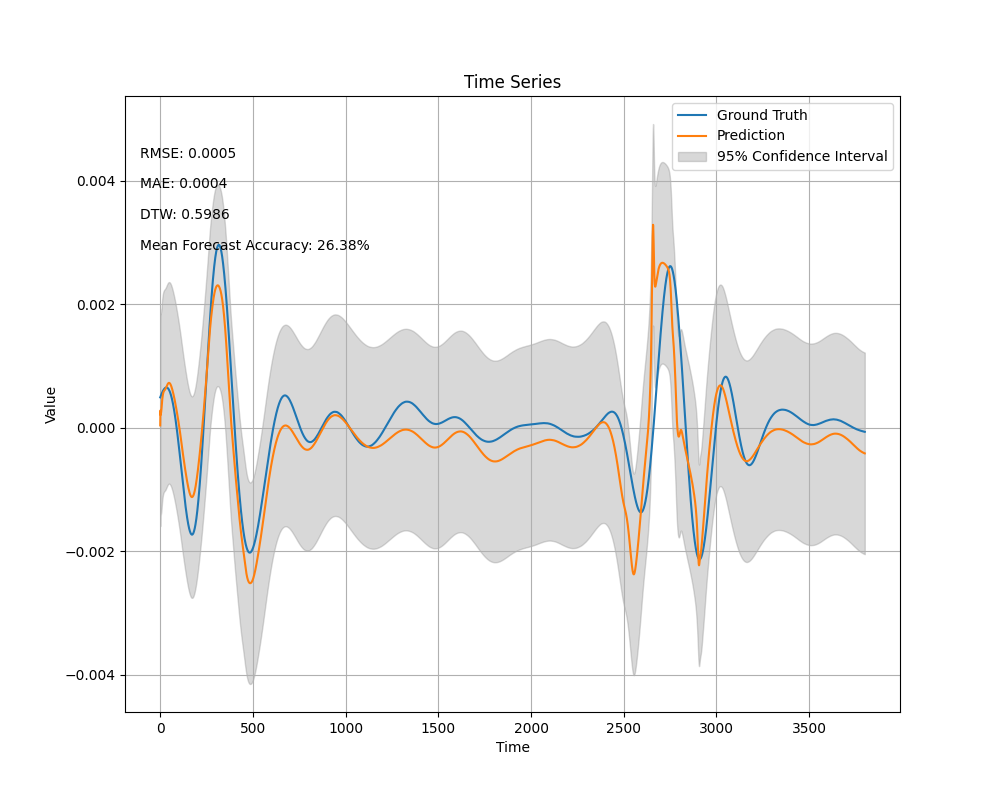 Time Series
Ground Truth
Prediction
95% Confidence Interval
RMSE: 0.0005
MAE: 0.0004
DTW: 0.5986
Mean Forecast Accuracy: 26.38%
0.004
0.002
0.000
−0.002
−0.004
Value
0 500 1000 1500 2000 2500 3000 3500
Time